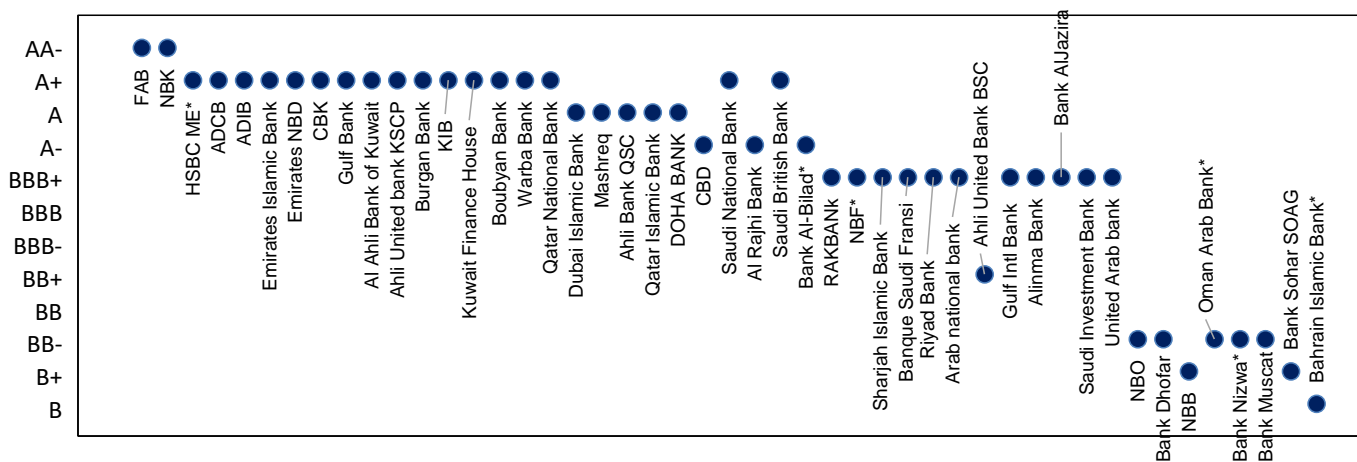 AA-
A+
A
A-
BBB+
BBB
BBB-
BB+
BB
BB-
B+
B
FAB
NBK
HSBC ME*
ADCB
ADIB
Emirates Islamic Bank
Emirates NBD
CBK
Gulf Bank
Al Ahli Bank of Kuwait
Ahli United bank KSCP
Burgan Bank
KIB
Kuwait Finance House
Boubyan Bank
Warba Bank
Qatar National Bank
Dubai Islamic Bank
Mashreq
Ahli Bank QSC
Qatar Islamic Bank
DOHA BANK
CBD
Saudi National Bank
Al Rajhi Bank
Saudi British Bank
Bank Al-Bilad*
RAKBANk
NBF*
Sharjah Islamic Bank
Banque Saudi Fransi
Riyad Bank
Arab national bank
Ahli United Bank BSC
Gulf Intl Bank
Alinma Bank
Bank AlJazira
Saudi Investment Bank
United Arab bank
NBO
Bank Dhofar
NBB
Oman Arab Bank*
Bank Nizwa*
Bank Muscat
Bank Sohar SOAG
Bahrain Islamic Bank*